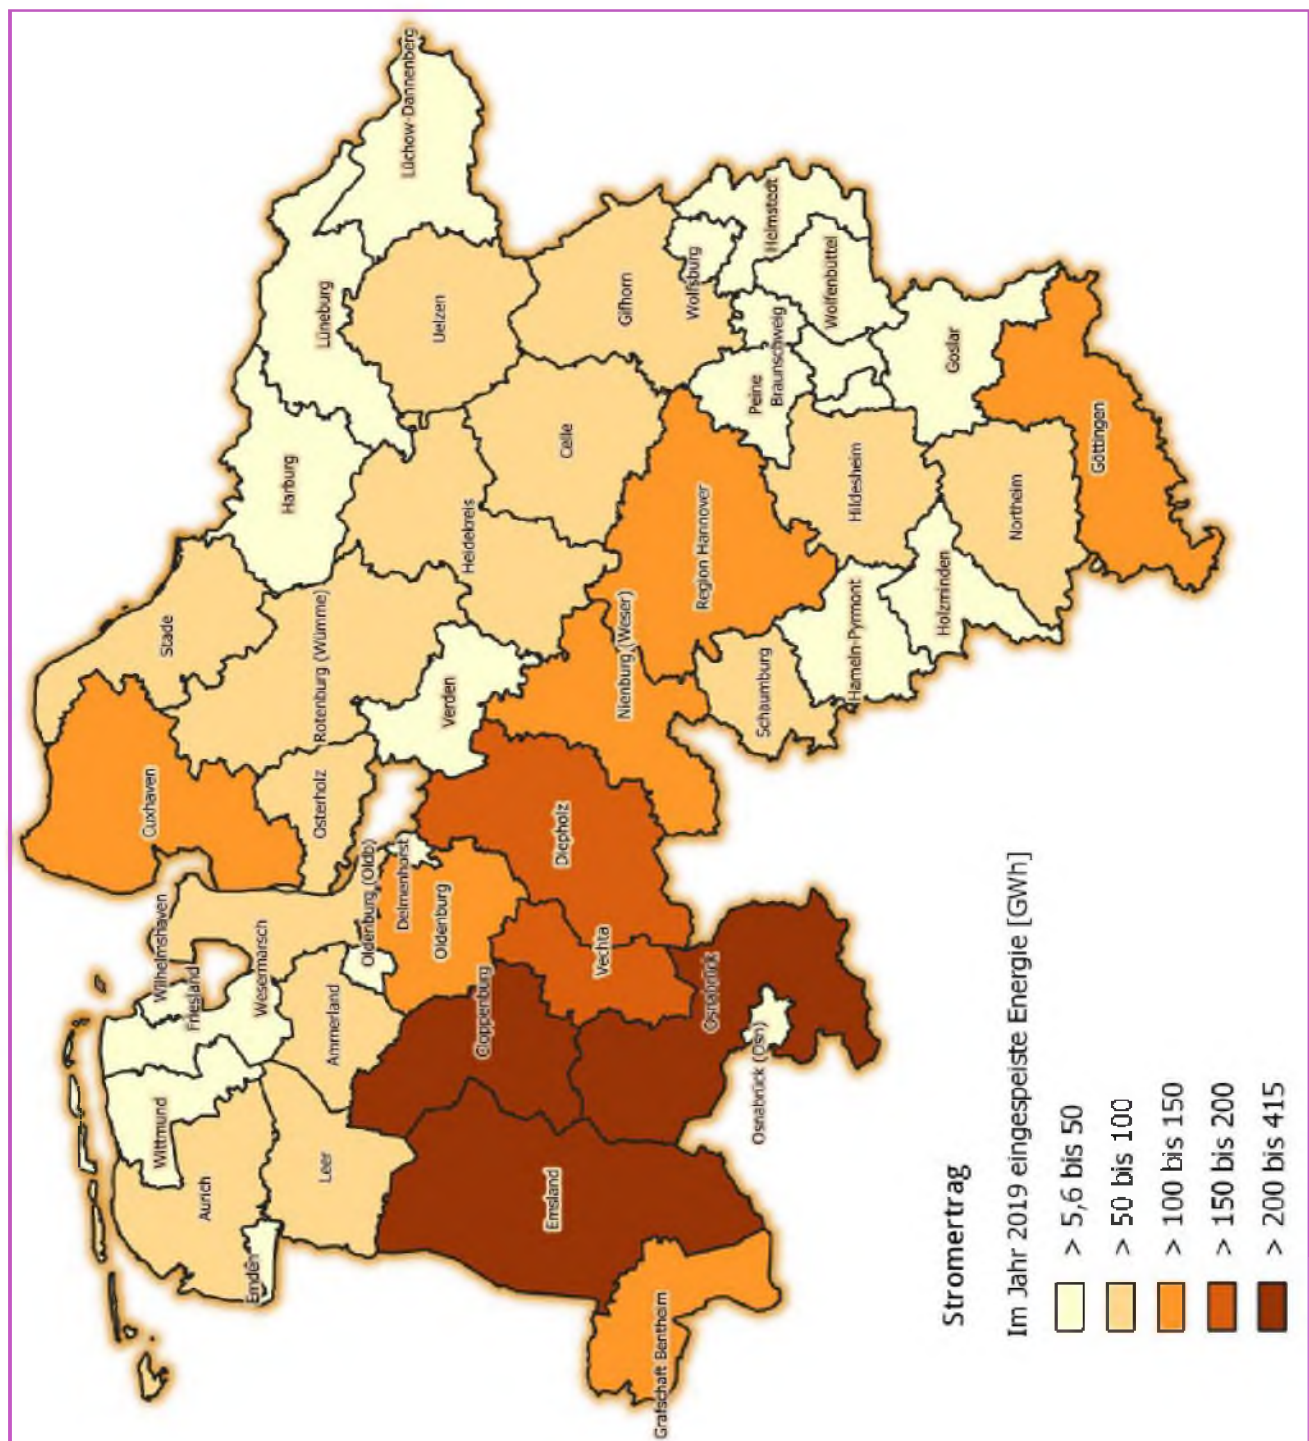 Wilhelmshaven
Friesland
Wittmund
Aurich
Emden
Leer
Ammerland
Wesermarsch
Oldenburg (Oldb)
Delmenhorst
Oldenburg
Cloppenburg
Emsland
Grafschaft Bentheim
Vechta
Osnabrück
Osnabrück (Osn)
Diepholz
Cuxhaven
Stade
Osterholz
Rotenburg (Wümme)
Verden
Nienburg (Weser)
Harburg
Lüneburg
Lüchow-Dannenberg
Uelzen
Heidekreis
Celle
Gifhorn
Wolfsburg
Helmstedt
Region Hannover
Peine
Braunschweig
Wolfenbüttel
Schaumburg
Hameln-Pyrmont
Hildesheim
Holzminden
Goslar
Northeim
Göttingen
Stromertrag
Im Jahr 2019 eingespeiste Energie [GWh]
> 5,6 bis 50
> 50 bis 100
> 100 bis 150
> 150 bis 200
> 200 bis 415